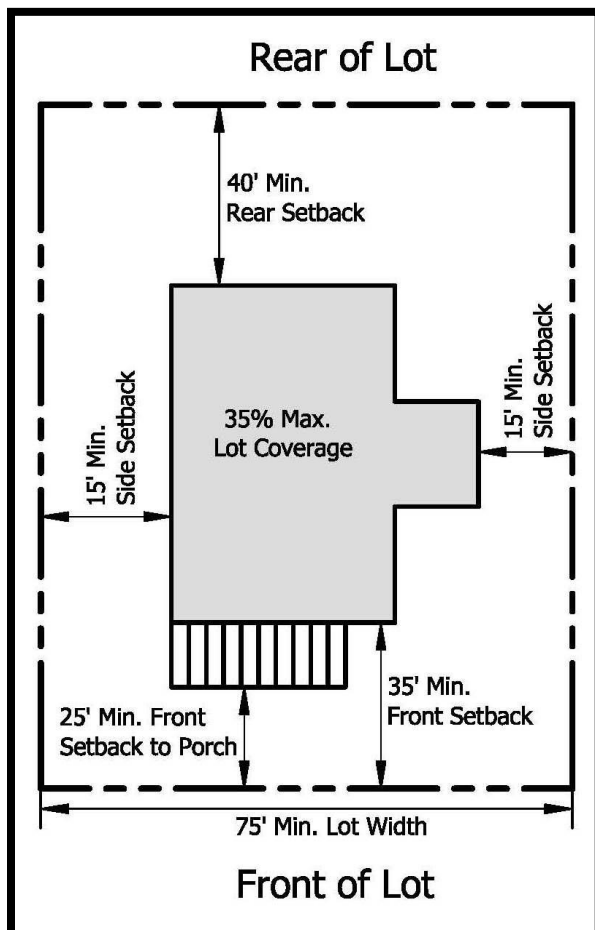 Rear of Lot
40' Min.
Rear Setback
35% Max.
Lot Coverage
15' Min.
Side Setback
15' Min.
Side Setback
25' Min. Front
Setback to Porch
35' Min.
Front Setback
75' Min. Lot Width
Front of Lot